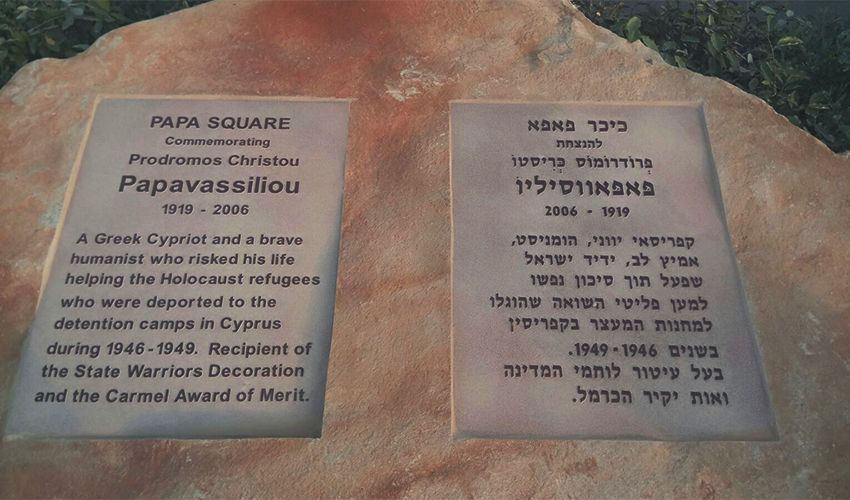 PAPA SQUARE
Commemorating
Prodromos Christou
Papavassiliou
1919 - 2006
A Greek Cypriot and a brave
humanist who risked his life
helping the Holocaust refugees
who were deported to the
detention camps in Cyprus
during 1946-1949. Recipient of
the State Warriors Decoration
and the Carmel Award of Merit.
כיכר פאפא
להנצחת
פְּרוֹדרוֹמוֹס כְּרִיסטוֹ
פאפאווסיליוֹ
1919 - 2006
קפריסאי יווני, הומניסט,
אמיץ לב, ידיד ישראל
שפעל תוך סיכון נפשו
למען פליטי השואה שהוגלו
למחנות המעצר בקפריסין
בשנים 1946-1949.
בעל עיטור לוחמי המדינה
ואות יקיר הכרמל.